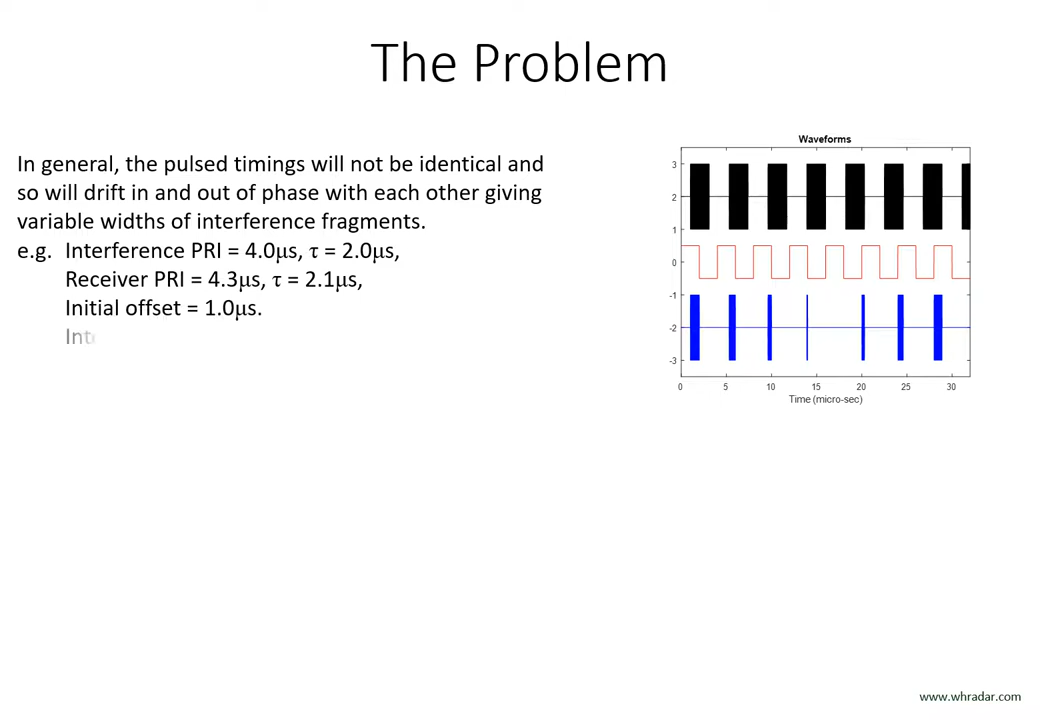 The Problem
In general, the pulsed timings will not be identical and
so will drift in and out of phase with each other giving
variable widths of interference fragments.
e.g. Interference PRI = 4.0μs, τ = 2.0μs,
Receiver PRI = 4.3μs, τ = 2.1μs,
Initial offset = 1.0μs.
Waveforms
3
2
1
0
-1
-2
-3
0 5 10 15 20 25 30
Time (micro-sec)
www.whradar.com